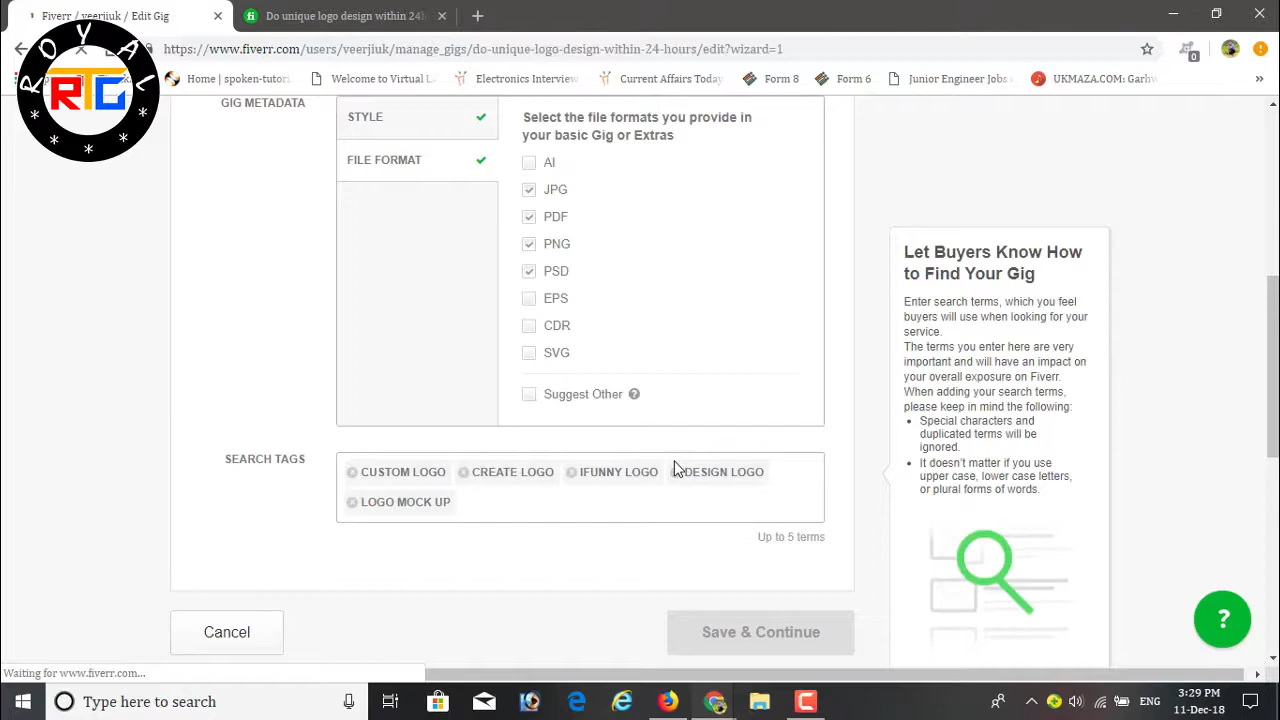 Fiverr / veerjiuk / Edit Gig
Do unique logo design within 24h
https://www.fiverr.com/users/veerjiuk/manage_gigs/do-unique-logo-design-within-24-hours/edit?wizard=1
0
Home | spoken-tutori
Welcome to Virtual L
Electronics Interview
Current Affairs Today
Form 8
Form 6
Junior Engineer Jobs
UKMAZA.COM: Garhw
»
ROYAL
RTG
GIG METADATA
STYLE
FILE FORMAT
Select the file formats you provide in
your basic Gig or Extras
AI
JPG
PDF
PNG
PSD
EPS
CDR
SVG
Suggest Other ?
SEARCH TAGS
CUSTOM LOGO CREATE LOGO IFUNNY LOGO DESIGN LOGO
LOGO MOCK UP
Up to 5 terms
Cancel
Save & Continue
Let Buyers Know How
to Find Your Gig
Enter search terms, which you feel
buyers will use when looking for your
service.
The terms you enter here are very
important and will have an impact on
your overall exposure on Fiverr.
When adding your search terms,
please keep in mind the following:
• Special characters and
duplicated terms will be
ignored.
• It doesn't matter if you use
upper case, lower case letters,
or plural forms of words.
?
Waiting for www.fiverr.com...
Type here to search
ENG
3:29 PM
11-Dec-18